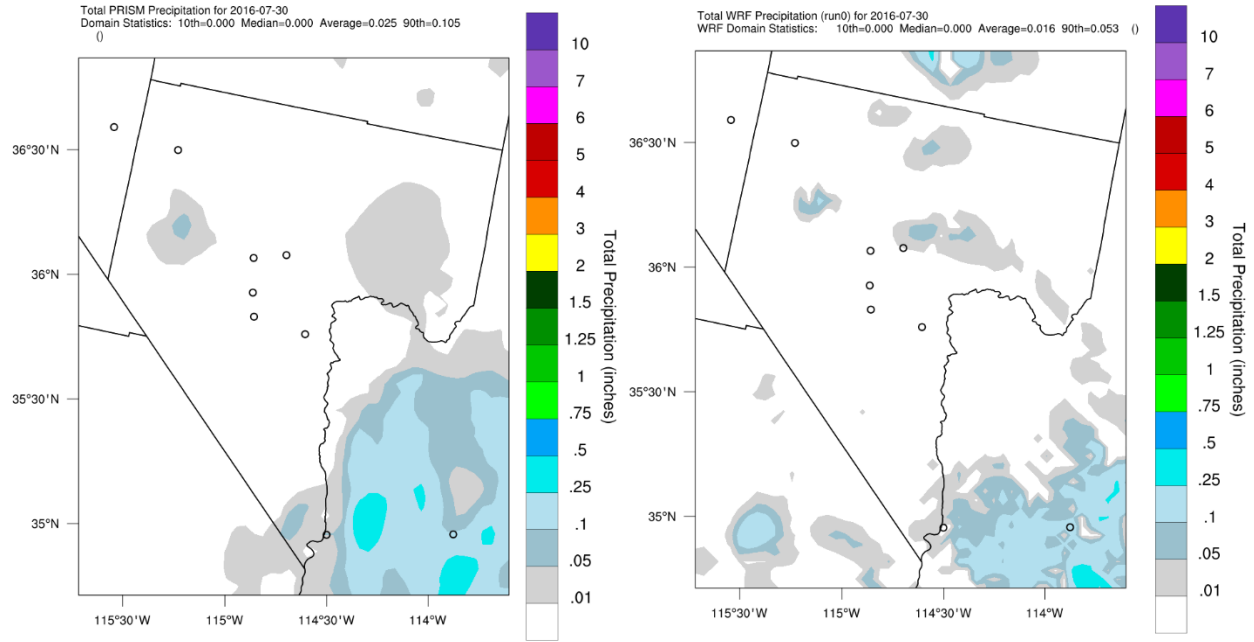 Total PRISM Precipitation for 2016-07-30
Domain Statistics: 10th=0.000 Median=0.000 Average=0.025 90th=0.105
()
36°30'N
36°N
35°30'N
35°N
115°30'W
115°W
114°30'W
114°W
10
7
6
5
4
3
2
1.5
1.25
1
.75
.5
.25
.1
.05
.01
Total Precipitation (inches)
Total WRF Precipitation (run0) for 2016-07-30
WRF Domain Statistics: 10th=0.000 Median=0.000 Average=0.016 90th=0.053 ()
36°30'N
36°N
35°30'N
35°N
115°30'W
115°W
114°30'W
114°W
10
7
6
5
4
3
2
1.5
1.25
1
.75
.5
.25
.1
.05
.01
Total Precipitation (inches)